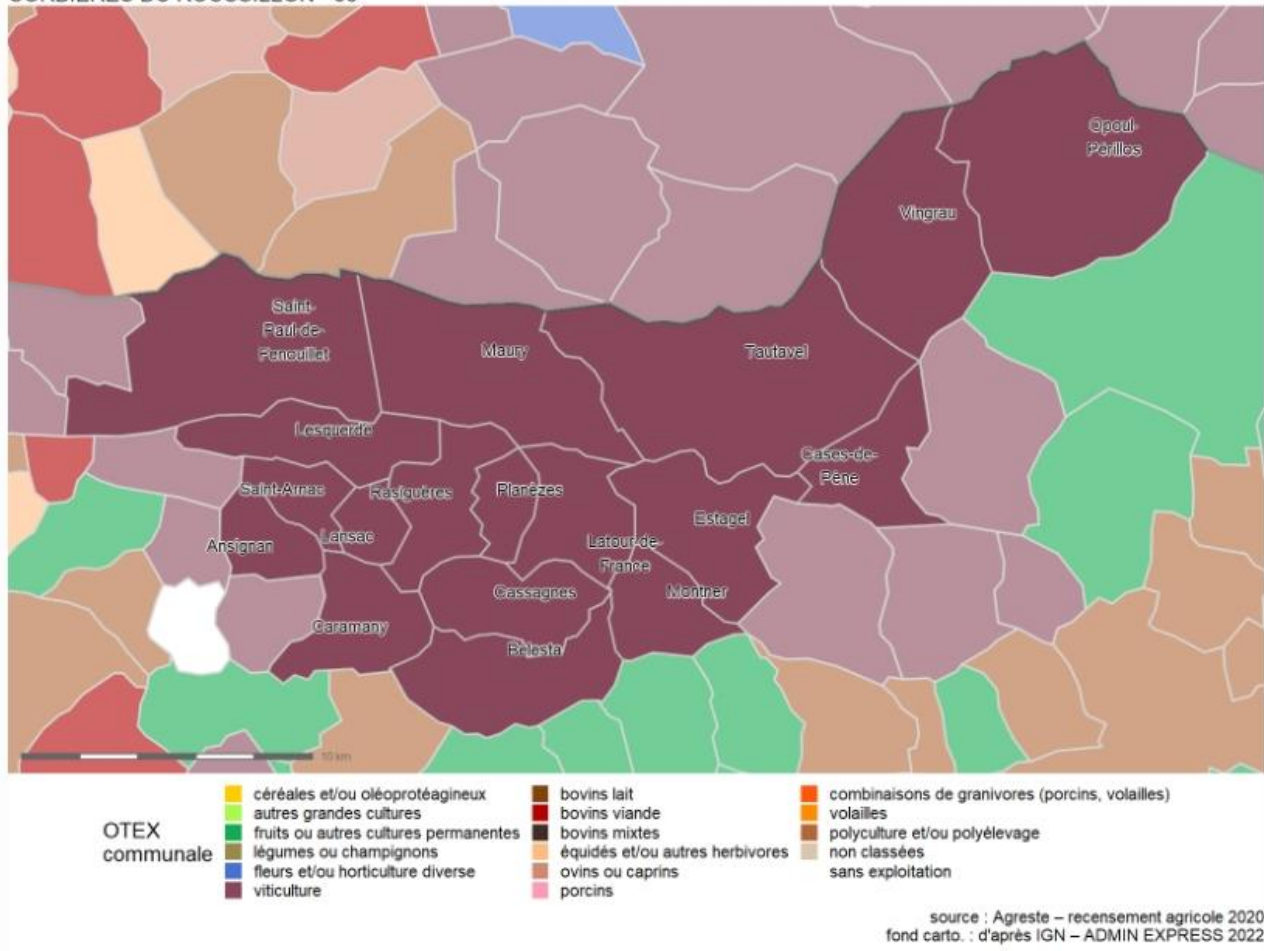 Opoul-
Périllos
Vingrau
Saint-
Paul-de-
Fenouillet
Maury
Tautavel
Lesquerde
Cases-de-
Pène
Saint-Arnac
Rasiguères
Planèzes
Estagel
Lansac
Ansignan
Latour-de-
France
Cassagnes
Montner
Caramany
Bélesta
10 km
OTEX
communale
céréales et/ou oléoprotéagineux
autres grandes cultures
fruits ou autres cultures permanentes
légumes ou champignons
fleurs et/ou horticulture diverse
viticulture
bovins lait
bovins viande
bovins mixtes
équidés et/ou autres herbivores
ovins ou caprins
porcins
combinaisons de granivores (porcins, volailles)
volailles
polyculture et/ou polyélevage
non classées
sans exploitation
source : Agreste – recensement agricole 2020
fond carto. : d'après IGN – ADMIN EXPRESS 2022